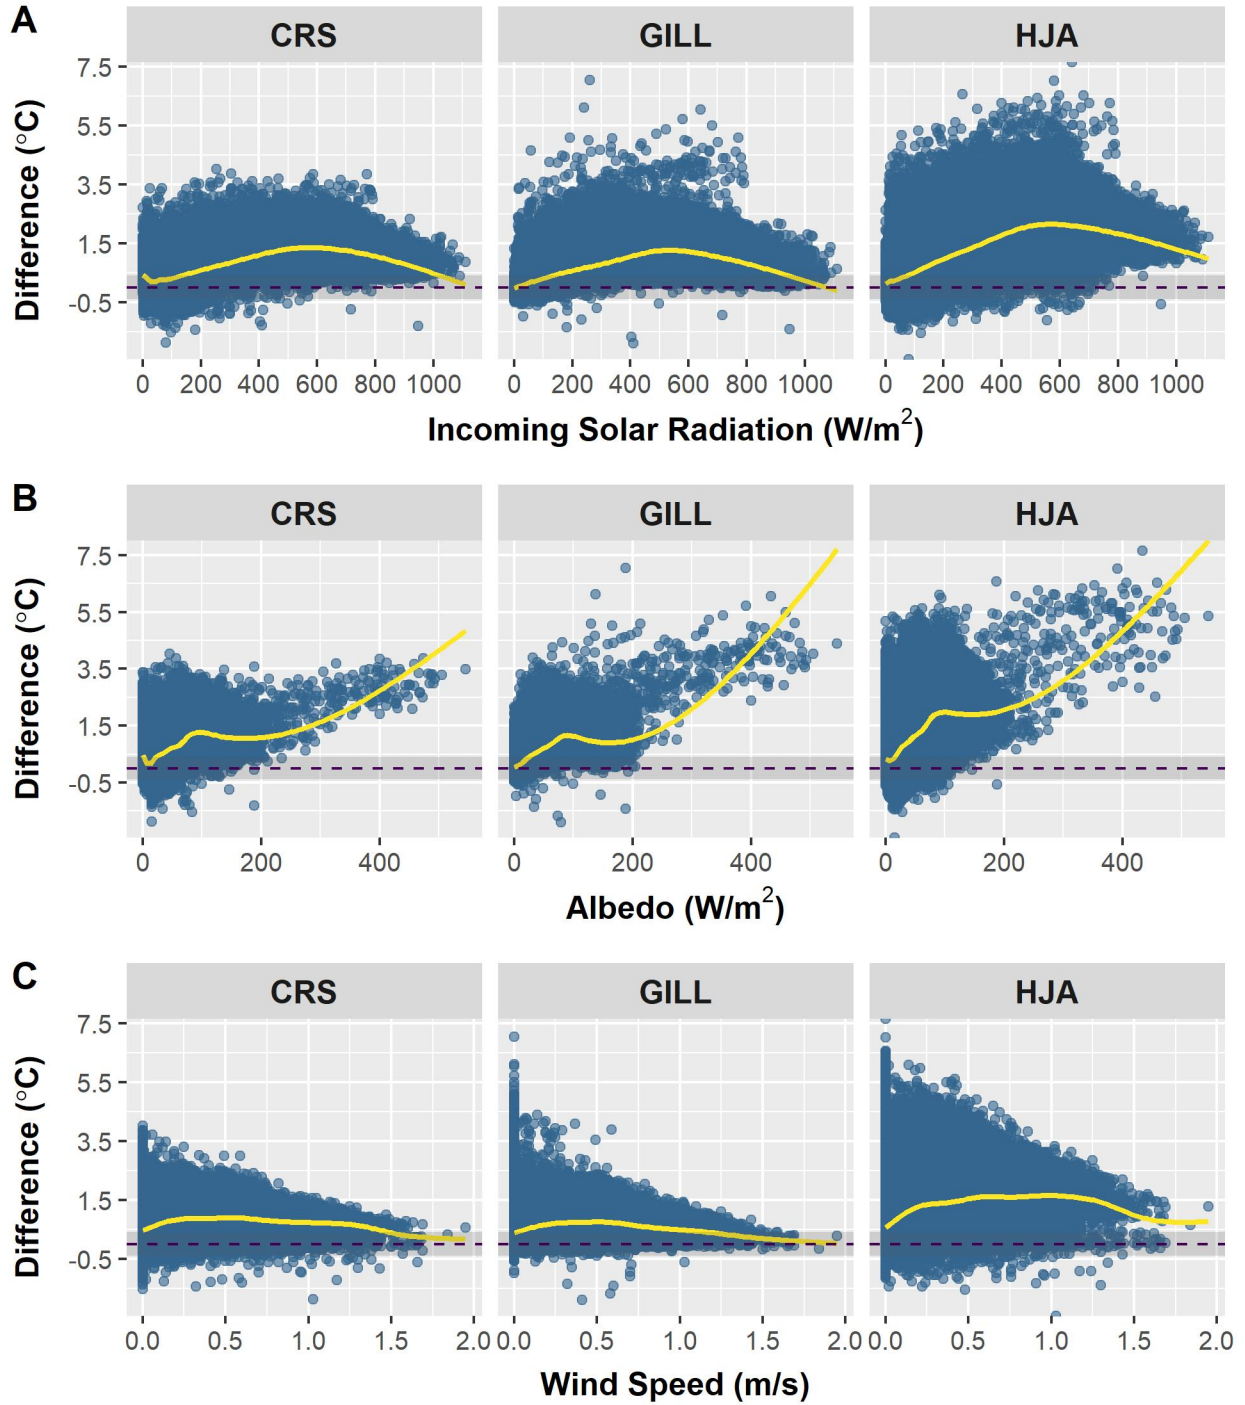 A
CRS GILL HJA
7.5
5.5
3.5
1.5
-0.5
Difference (°C)
0 200 400 600 800 1000 0 200 400 600 800 1000 0 200 400 600 800 1000
Incoming Solar Radiation (W/m²)
B
CRS GILL HJA
7.5
5.5
3.5
1.5
-0.5
Difference (°C)
0 200 400 0 200 400 0 200 400
Albedo (W/m²)
C
CRS GILL HJA
7.5
5.5
3.5
1.5
-0.5
Difference (°C)
0.0 0.5 1.0 1.5 2.0 0.0 0.5 1.0 1.5 2.0 0.0 0.5 1.0 1.5 2.0
Wind Speed (m/s)